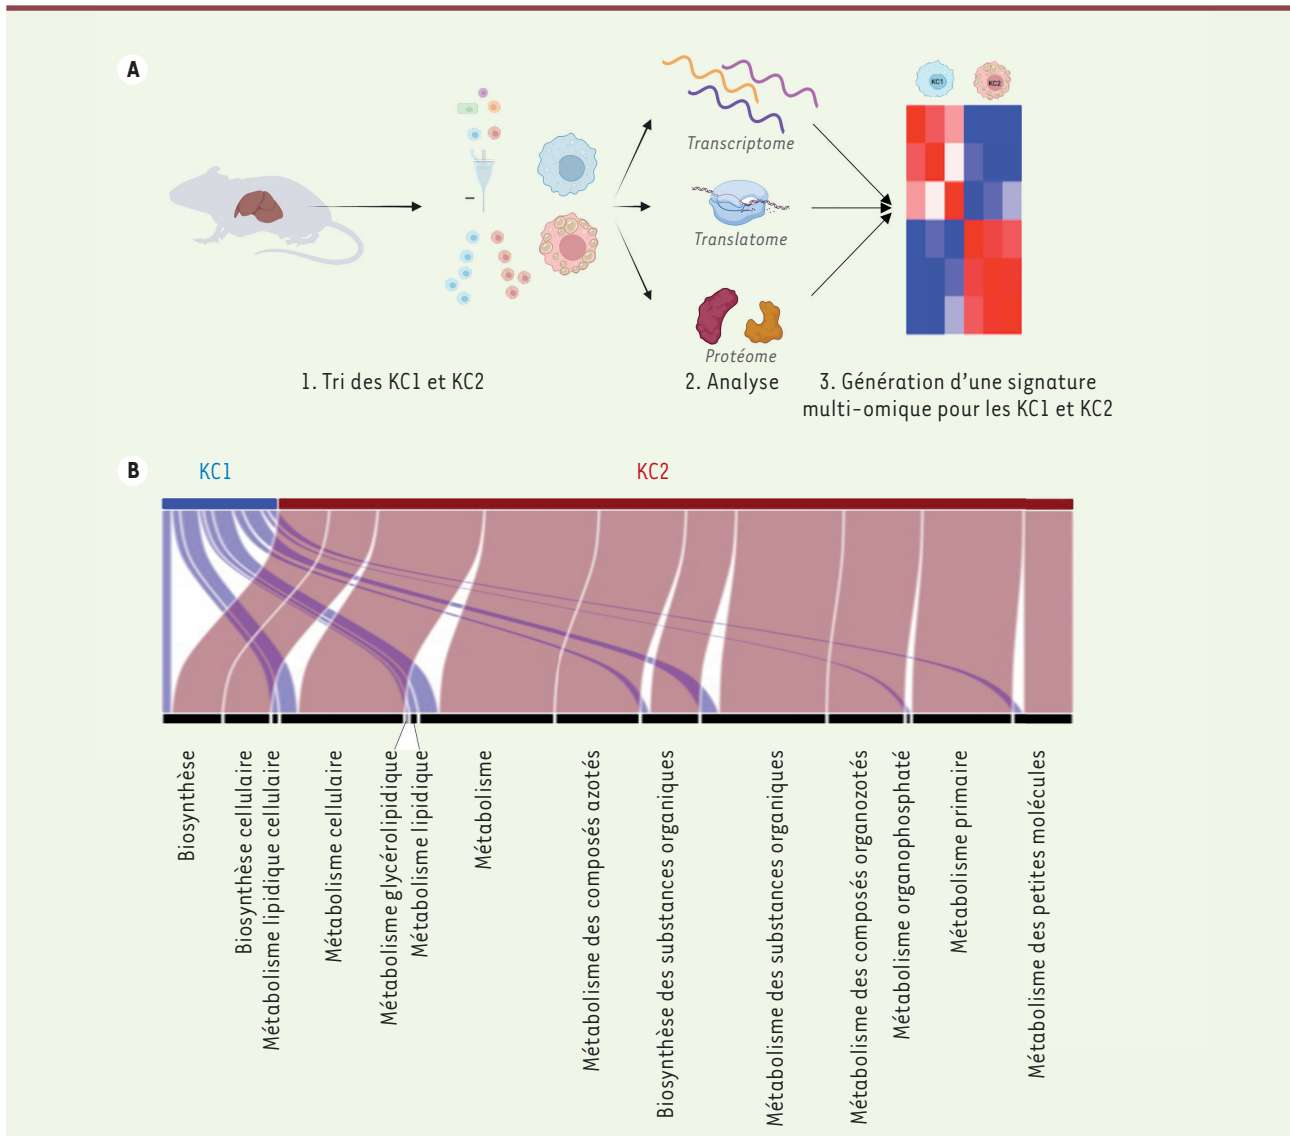 A
KC1
KC2
Transcriptome
Translatome
Protéome
1. Tri des KC1 et KC2
2. Analyse
3. Génération d’une signature
multi-omique pour les KC1 et KC2
B
KC1
KC2
Biosynthèse
Biosynthèse cellulaire
Métabolisme lipidique cellulaire
Métabolisme cellulaire
Métabolisme glycérolipidique
Métabolisme lipidique
Métabolisme
Métabolisme des composés azotés
Biosynthèse des substances organiques
Métabolisme des substances organiques
Métabolisme des composés organozotés
Métabolisme organophosphaté
Métabolisme primaire
Métabolisme des petites molécules